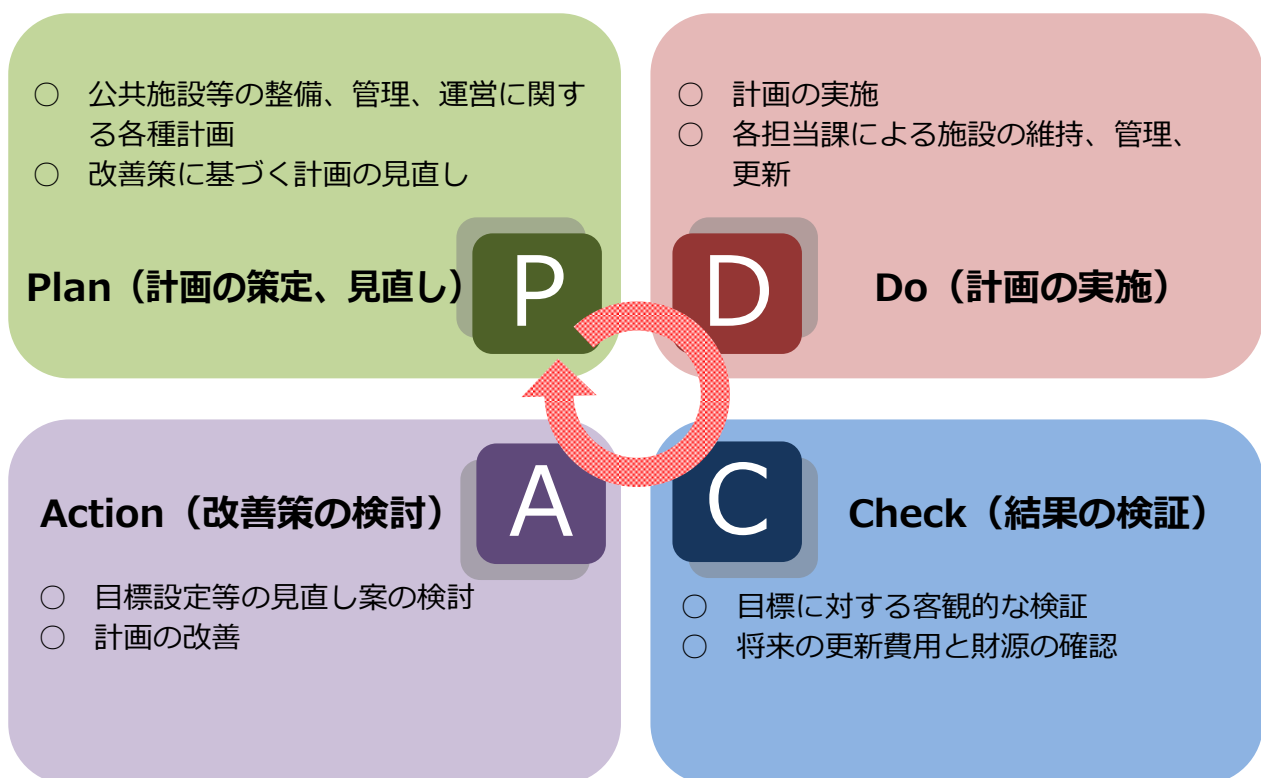 ○ 公共施設等の整備、管理、運営に関す
る各種計画
○ 改善策に基づく計画の見直し
Plan（計画の策定、見直し）
P
○ 計画の実施
○ 各担当課による施設の維持、管理、
更新
D
Do（計画の実施）
Action（改善策の検討）
A
○ 目標設定等の見直し案の検討
○ 計画の改善
C
Check（結果の検証）
○ 目標に対する客観的な検証
○ 将来の更新費用と財源の確認